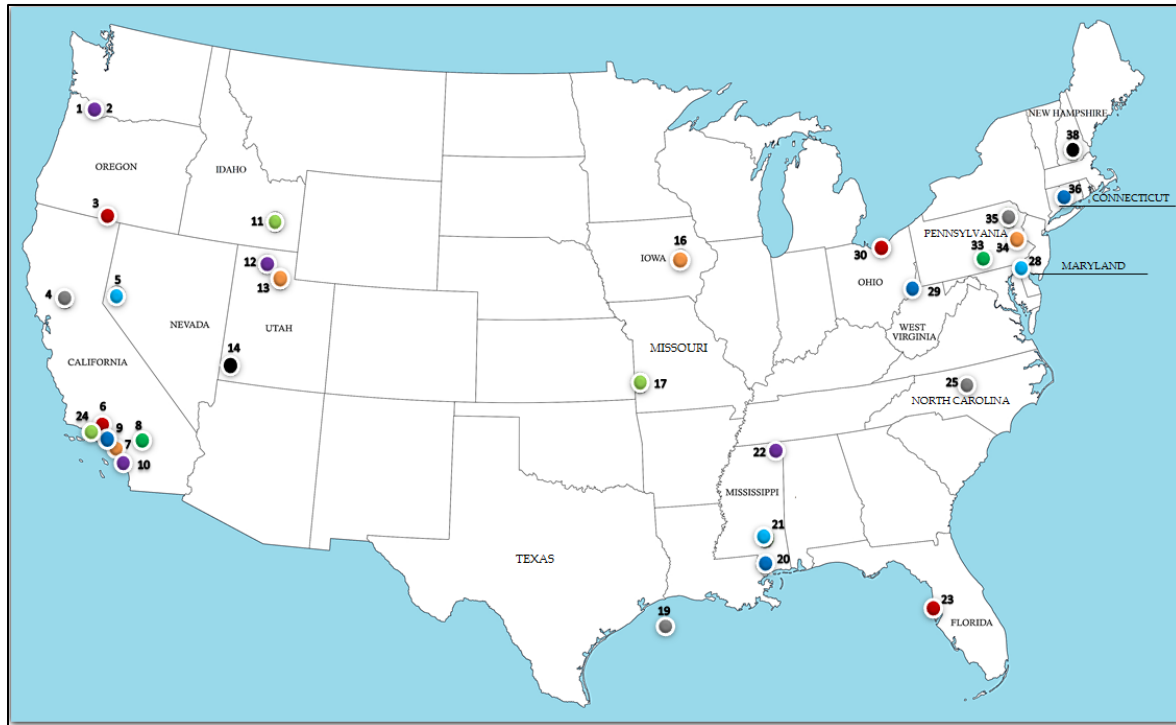 NEW HAMPSHIRE
38
1 2
OREGON
IDAHO
3
11
36
CONNECTICUT
35
PENNSYLVANIA
16
IOWA
30
33
34
28
MARYLAND
12
13
4
5
OHIO
29
NEVADA
UTAH
WEST
VIRGINIA
14
MISSOURI
CALIFORNIA
17
25
NORTH CAROLINA
24
6
9
8
7
10
22
MISSISSIPPI
21
TEXAS
20
19
23
FLORIDA